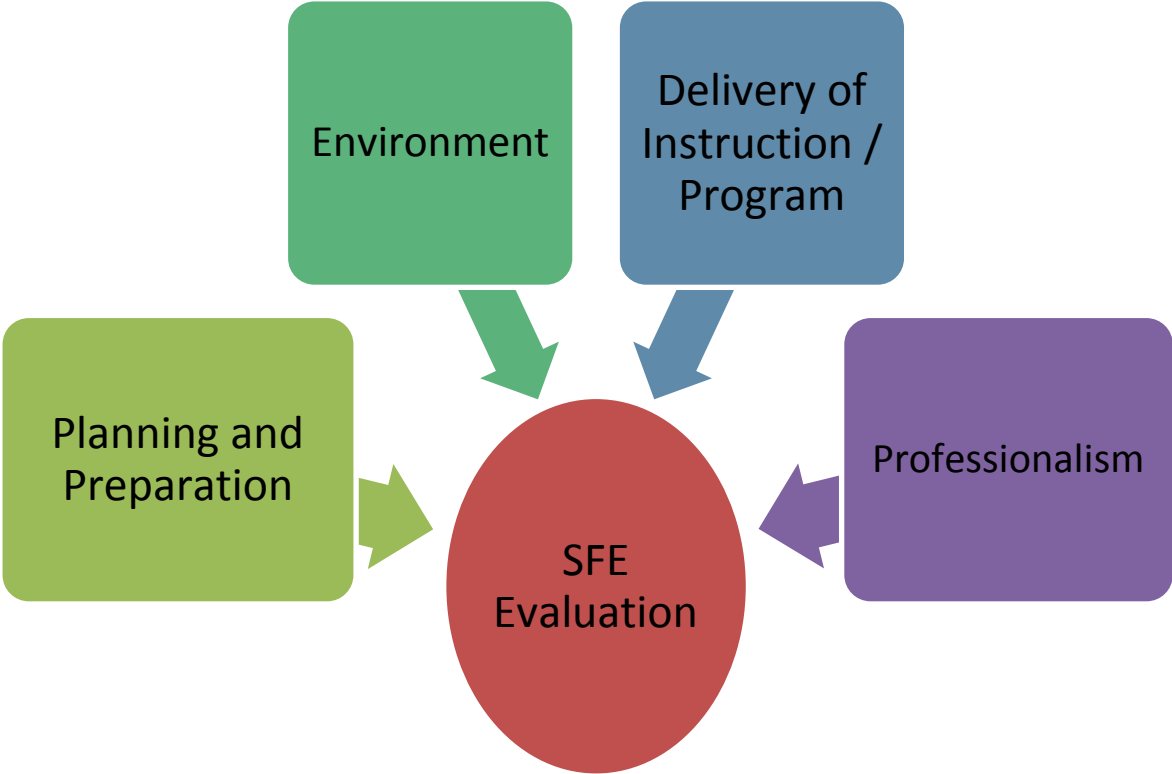 Environment
Delivery of
Instruction /
Program
Planning and
Preparation
Professionalism
SFE
Evaluation